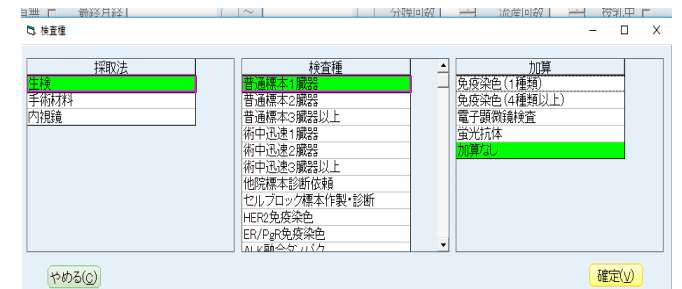 検査種
採取法
生検
手術材料
内視鏡
検査種
普通標本1臓器
普通標本2臓器
普通標本3臓器以上
術中迅速1臓器
術中迅速2臓器
術中迅速3臓器以上
他院標本診断依頼
セルブロック標本作製・診断
HER2免疫染色
ER/PgR免疫染色
加算
免疫染色(1種類)
免疫染色(4種類以上)
電子顕微鏡検査
蛍光抗体
加算なし
やめる(C)
確定(V)